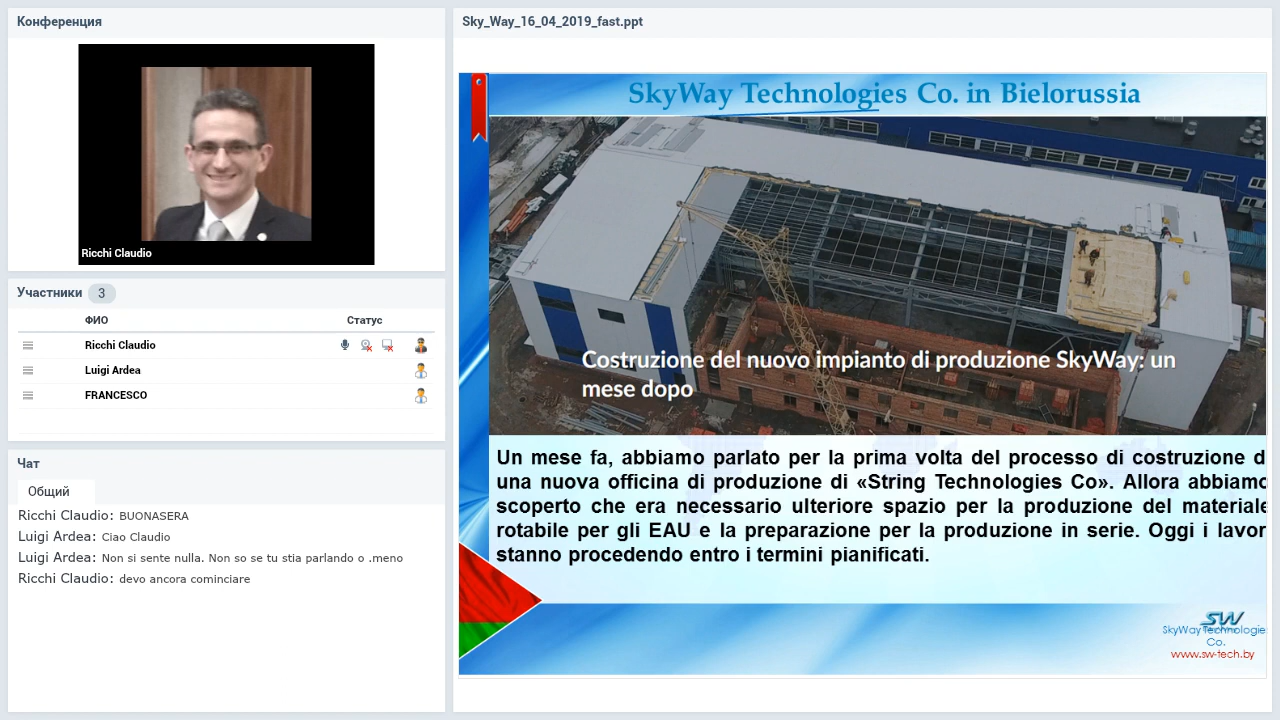 Конференция
Ricchi Claudio
Участники 3
ФИО Статус
Ricchi Claudio
Luigi Ardea
FRANCESCO
Чат
Общий
Ricchi Claudio: BUONASERA
Luigi Ardea: Ciao Claudio
Luigi Ardea: Non si sente nulla. Non so se tu stia parlando o .meno
Ricchi Claudio: devo ancora cominciare
Sky_Way_16_04_2019_fast.ppt
SkyWay Technologies Co. in Bielorussia
Costruzione del nuovo impianto di produzione SkyWay: un
mese dopo
Un mese fa, abbiamo parlato per la prima volta del processo di costruzione d
una nuova officina di produzione di «String Technologies Co». Allora abbiamo
scoperto che era necessario ulteriore spazio per la produzione del materiale
rotabile per gli EAU e la preparazione per la produzione in serie. Oggi i lavor
stanno procedendo entro i termini pianificati.
SW
SkyWay Technologie
Co.
www.sw-tech.by